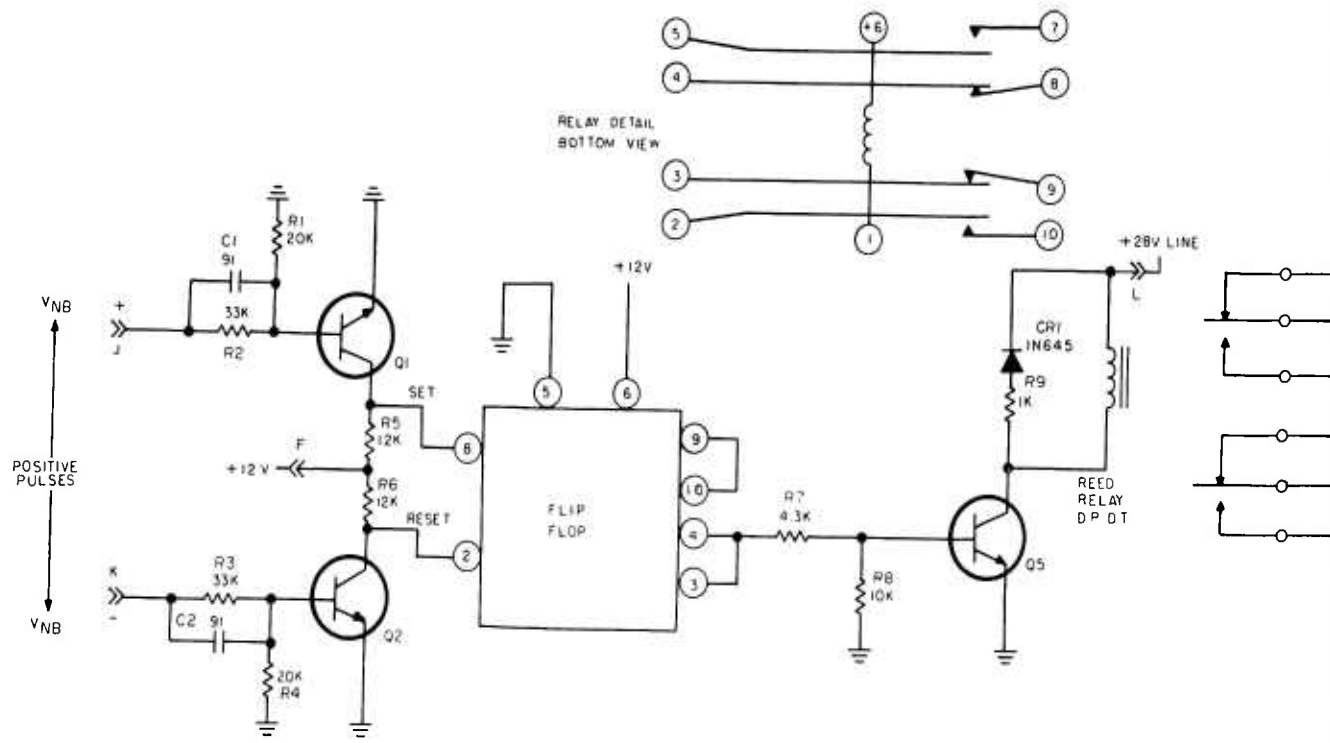 5
+6
7
4
8
RELAY DETAIL
BOTTOM VIEW
3
9
2
1
10
+28V LINE
L
R1
20K
C1
91
VNB
+
J
33K
R2
Q1
+12V
CR1
1N645
R9
1K
SET
5
6
R5
12K
8
9
POSITIVE
PULSES
F
+12V
R6
12K
10
REED
RELAY
DPDT
RESET
FLIP
FLOP
R7
4.3K
2
4
3
Q5
K
R3
33K
R8
10K
VNB
-
C2
91
Q2
20K
R4